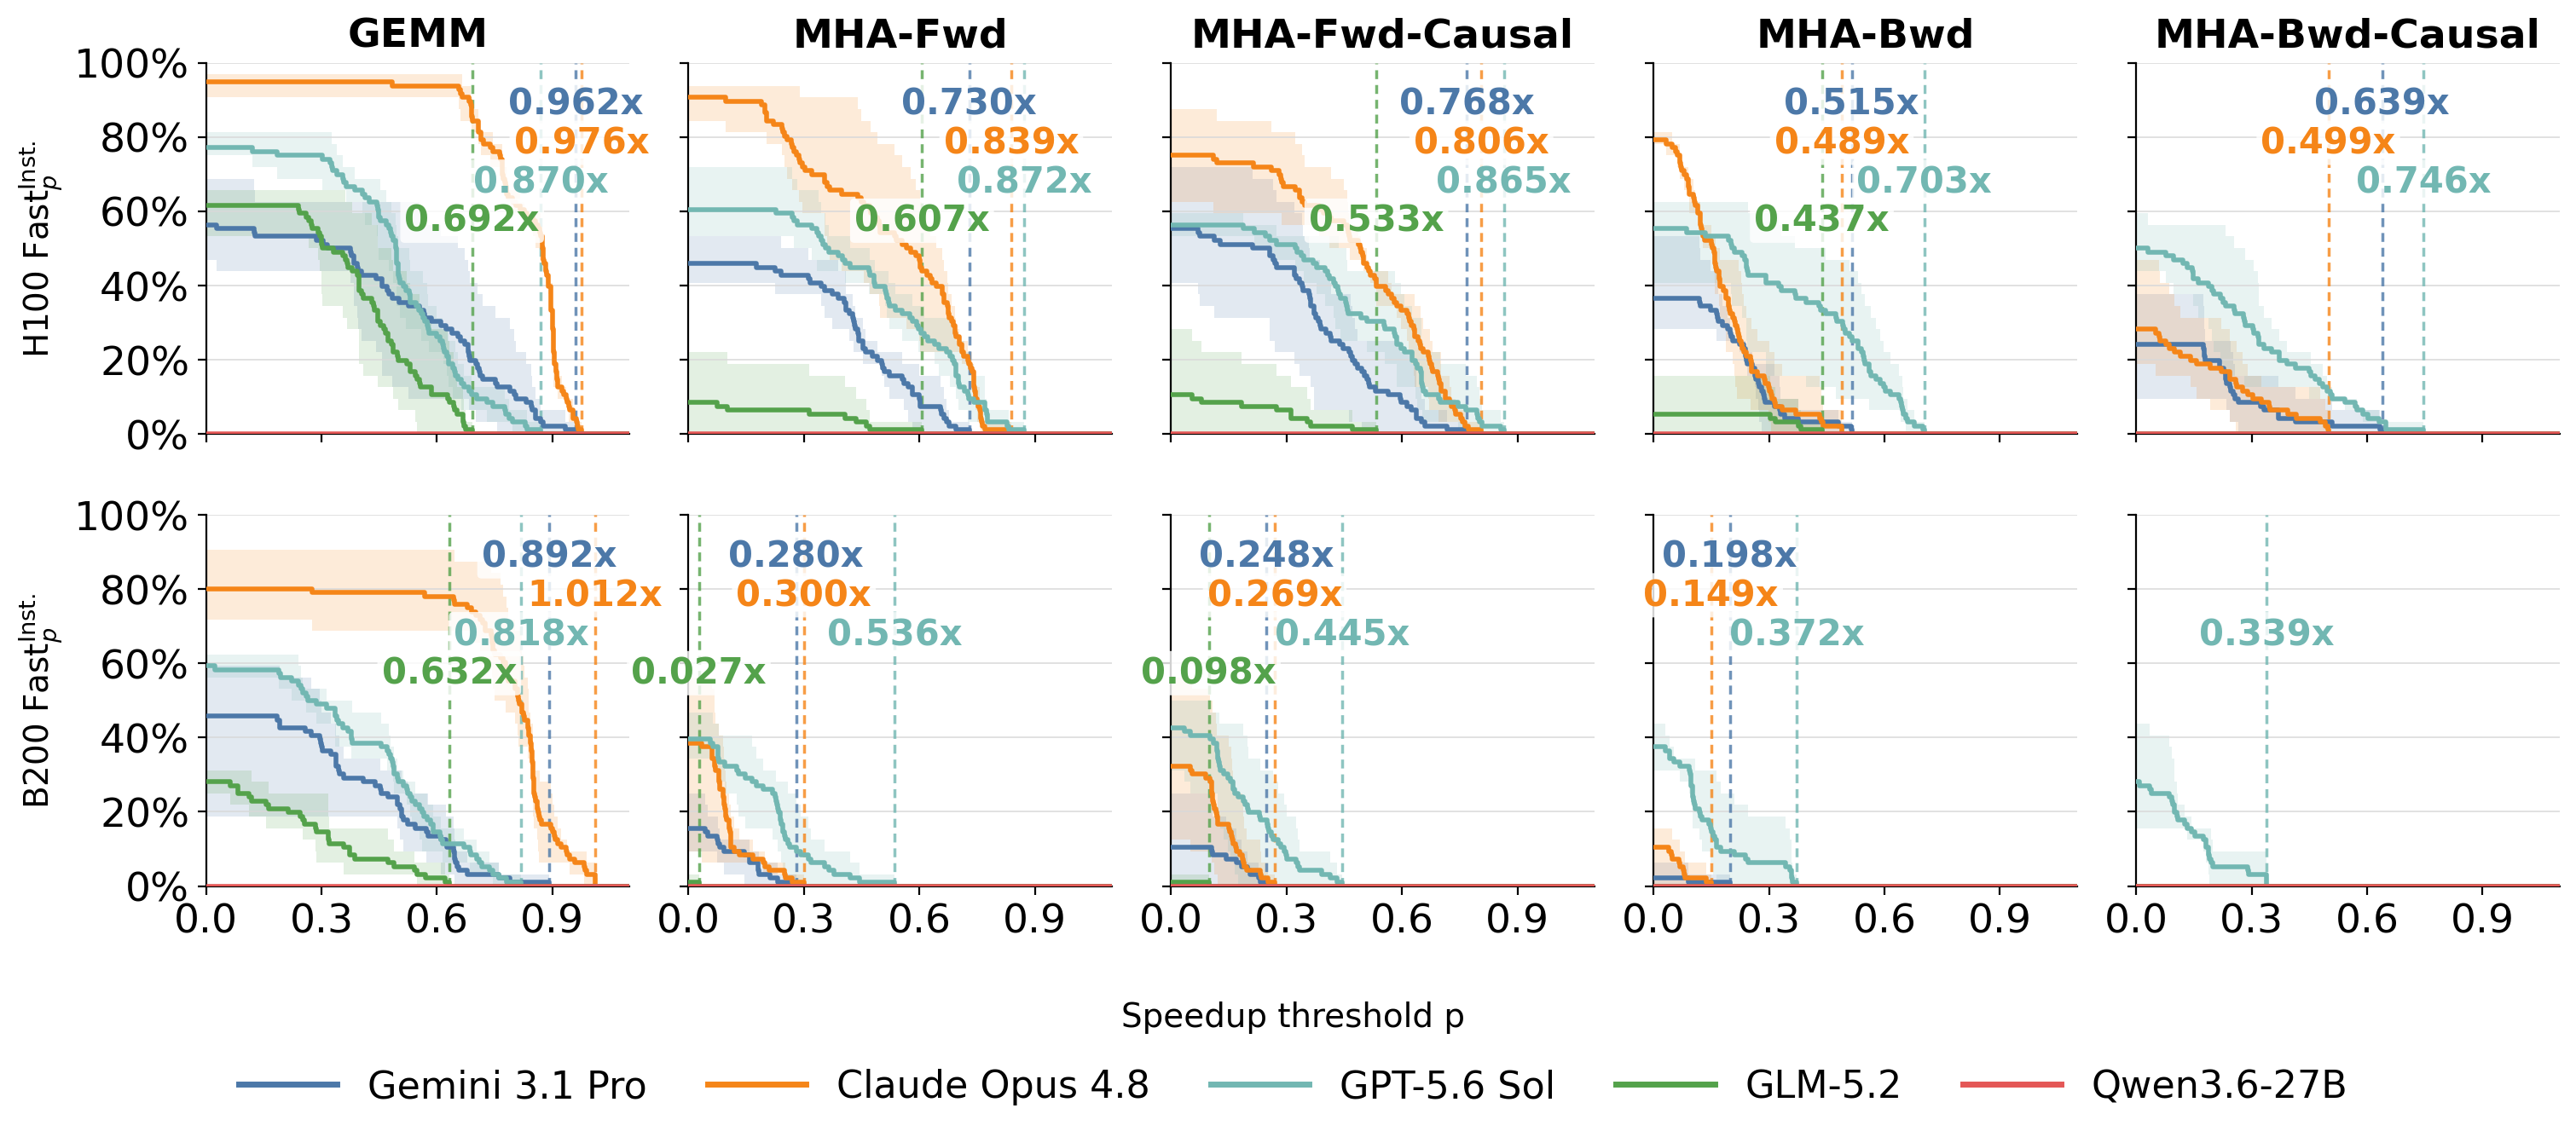 GEMM
MHA-Fwd
MHA-Fwd-Causal
MHA-Bwd
MHA-Bwd-Causal
H100 Fast_p^Inst.
100%
80%
60%
40%
20%
0%
0.962x
0.976x
0.870x
0.692x
0.730x
0.839x
0.872x
0.607x
0.768x
0.806x
0.865x
0.533x
0.515x
0.489x
0.703x
0.437x
0.639x
0.499x
0.746x
B200 Fast_p^Inst.
100%
80%
60%
40%
20%
0%
0.892x
1.012x
0.818x
0.632x
0.280x
0.300x
0.536x
0.027x
0.248x
0.269x
0.445x
0.098x
0.198x
0.149x
0.372x
0.339x
0.0 0.3 0.6 0.9
0.0 0.3 0.6 0.9
0.0 0.3 0.6 0.9
0.0 0.3 0.6 0.9
0.0 0.3 0.6 0.9
Speedup threshold p
Gemini 3.1 Pro
Claude Opus 4.8
GPT-5.6 Sol
GLM-5.2
Qwen3.6-27B